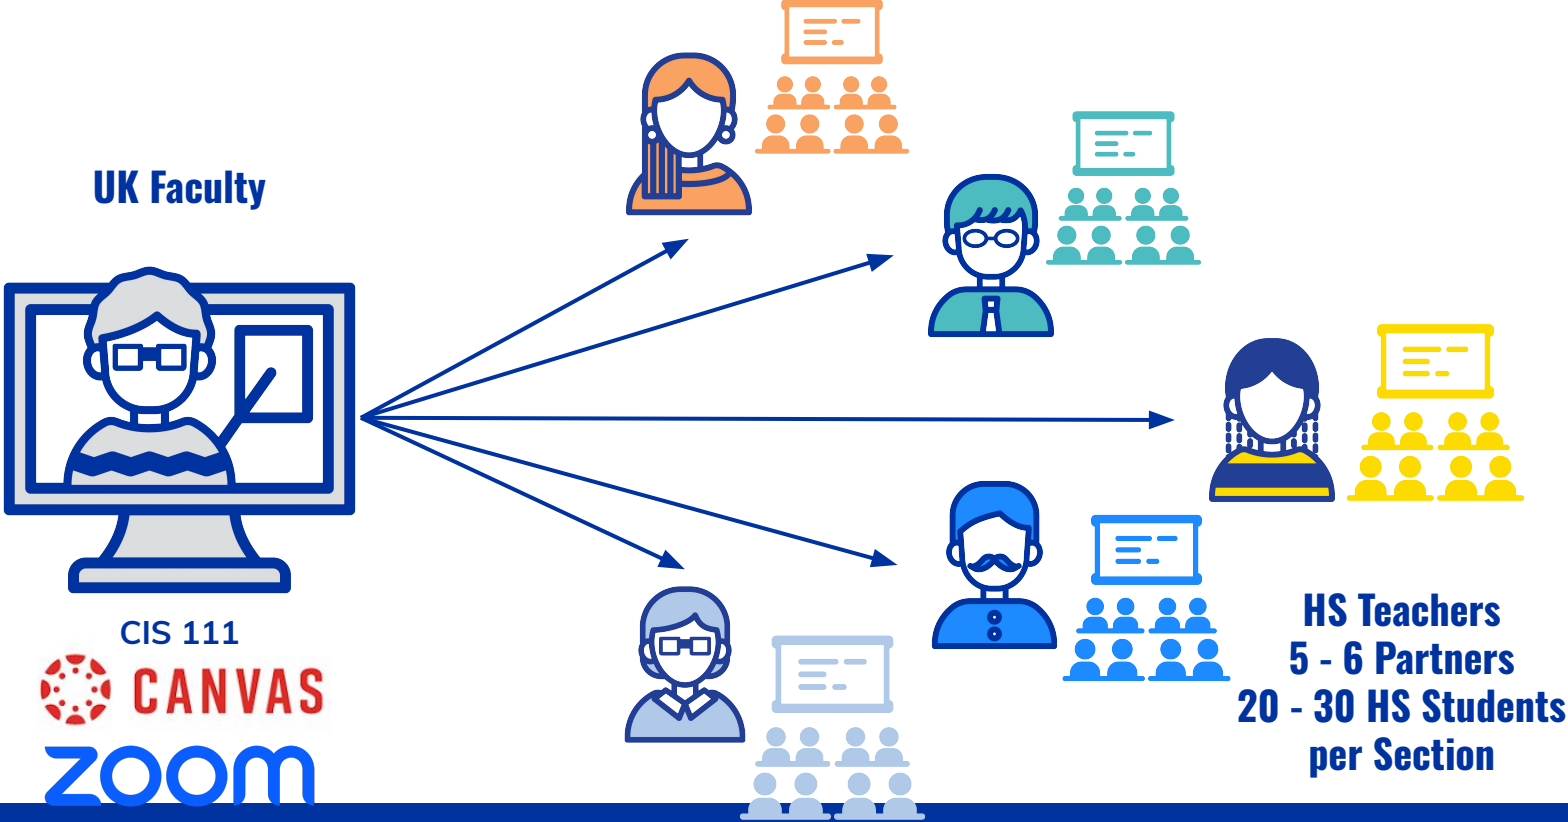 UK Faculty
CIS 111
CANVAS
zoom
HS Teachers
5 - 6 Partners
20 - 30 HS Students
per Section